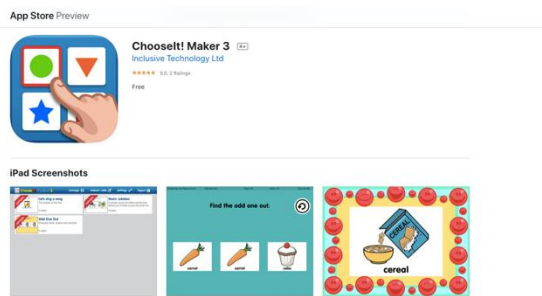 App Store Preview
ChooseIt! Maker 3 4+
Inclusive Technology Ltd
★★★★★ 5.0, 2 Ratings
Free
iPad Screenshots
Let's sing a song
Odd One Out
Find the odd one out.
carrot
carrot
cake
CEREAL
cereal